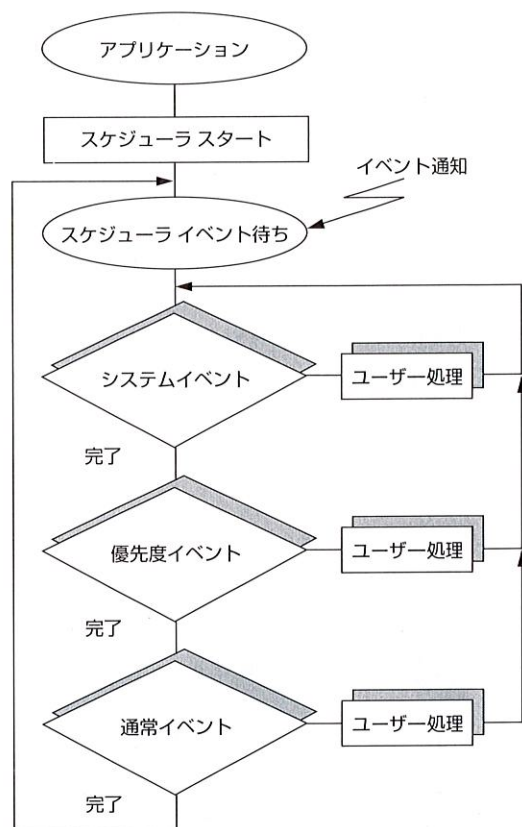 アプリケーション
スケジューラ スタート
イベント通知
スケジューラ イベント待ち
システムイベント
ユーザー処理
完了
優先度イベント
ユーザー処理
完了
通常イベント
ユーザー処理
完了